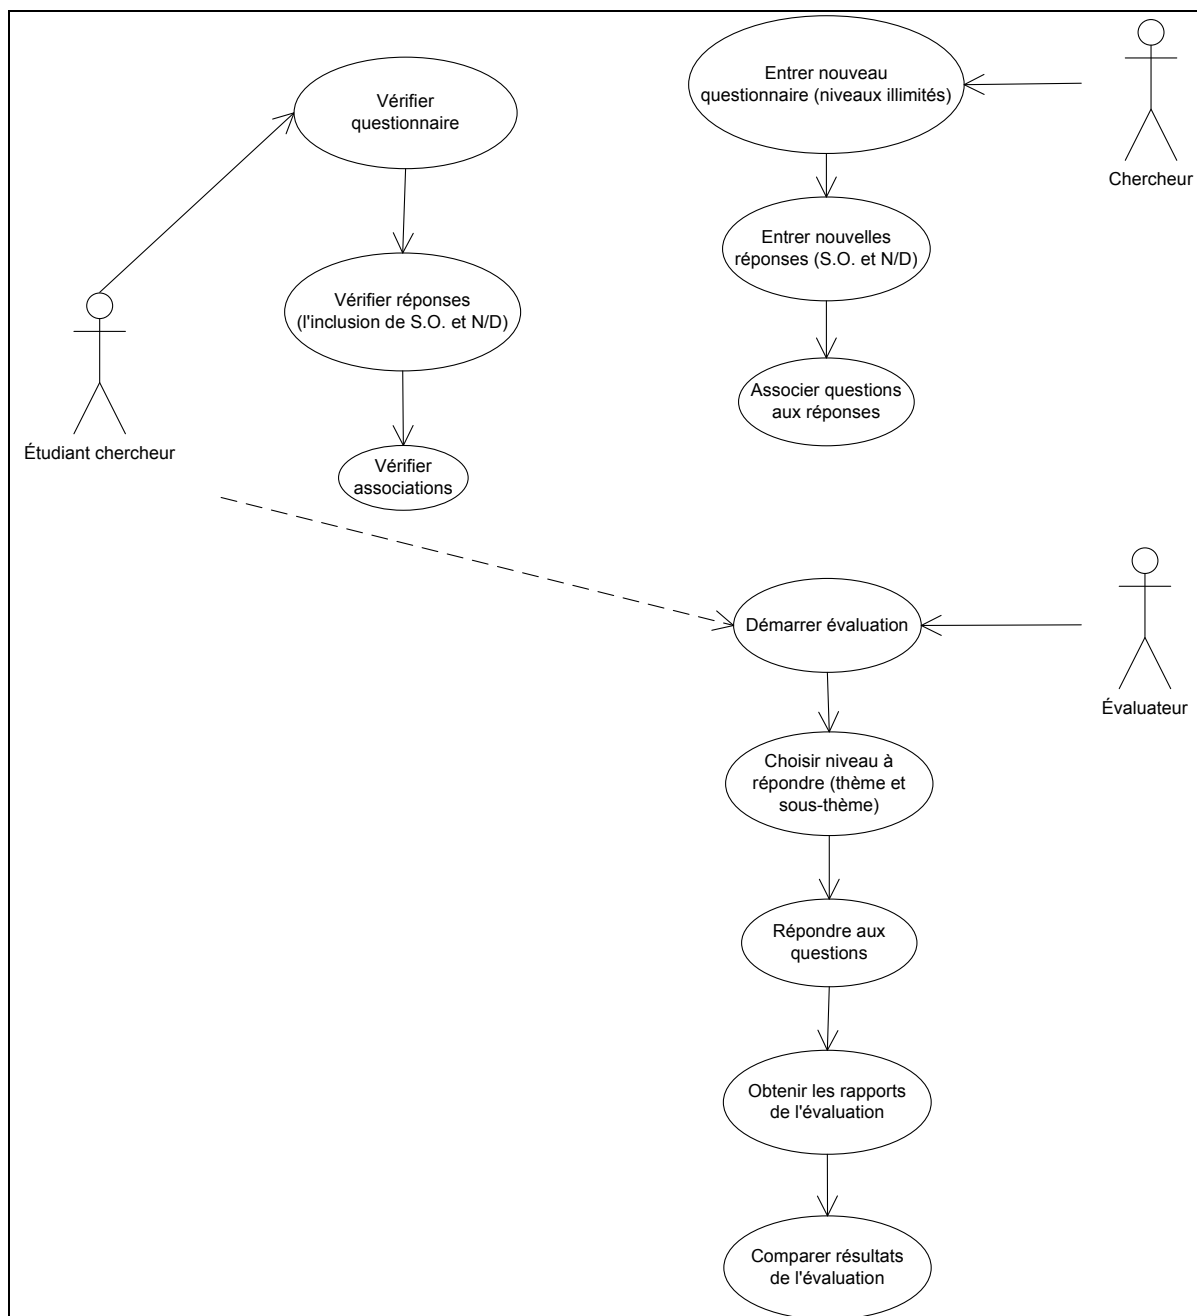 Entrer nouveau
questionnaire (niveaux illimités)
Vérifier
questionnaire
Chercheur
Entrer nouvelles
réponses (S.O. et N/D)
Vérifier réponses
(l'inclusion de S.O. et N/D)
Associer questions
aux réponses
Étudiant chercheur
Vérifier
associations
Démarrer évaluation
Évaluateur
Choisir niveau à
répondre (thème et
sous-thème)
Répondre aux
questions
Obtenir les rapports
de l'évaluation
Comparer résultats
de l'évaluation